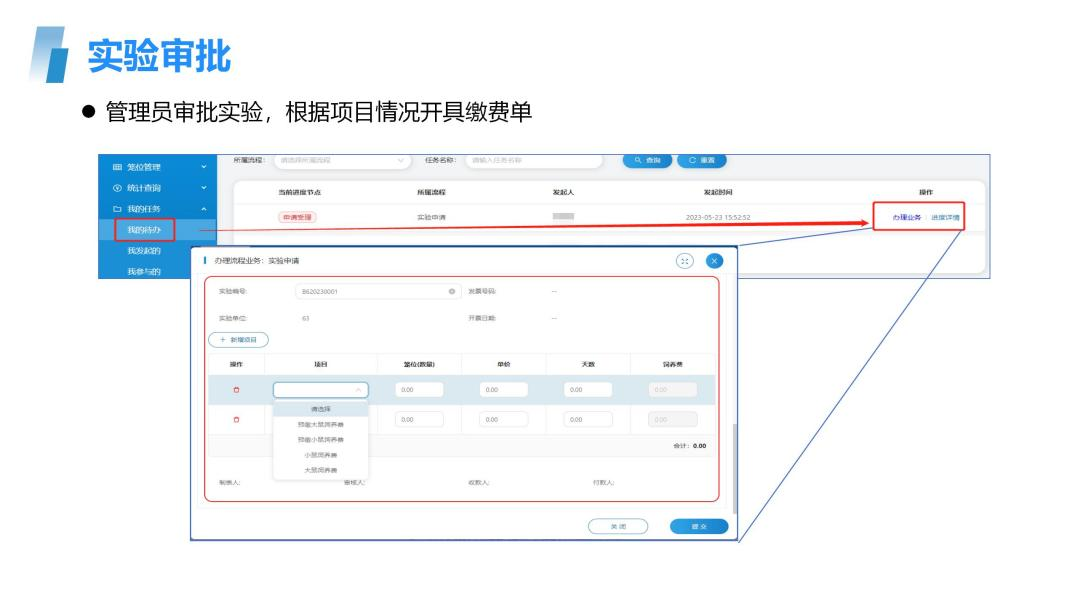 实验审批
● 管理员审批实验，根据项目情况开具缴费单
笼位管理
统计查询
我的任务
我的待办
我发起的
我参与的
所属流程: 请选择所属流程 任务名称: 请输入任务名称 查询 重置
当前进度节点 所属流程 发起人 发起时间 操作
申请受理 实验申请 2023-05-23 15:52:52 办理业务 进度详情
办理流程业务: 实验申请
实验编号: B620230001 发票号码: --
实验单位: 63 开票日期: --
+ 新增项目
操作 项目 笼位(数量) 单价 天数 饲养费
0.00 0.00 0.00 0.00
请选择
0.00 0.00 0.00 0.00
预留大鼠饲养费
预留小鼠饲养费
合计: 0.00
小鼠饲养费
大鼠饲养费
制表人: 审核人: 收款人: 付款人:
关闭 提交